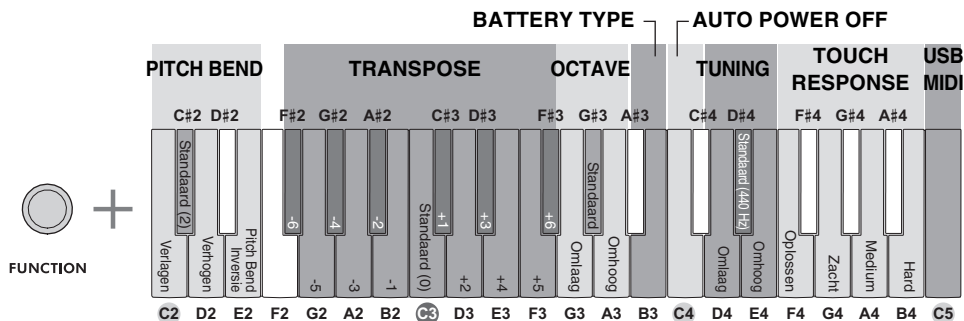 BATTERY TYPE AUTO POWER OFF
PITCH BEND TRANSPOSE OCTAVE TUNING TOUCH RESPONSE USB MIDI
C#2 D#2 F#2 G#2 A#2 C#3 D#3 F#3 G#3 A#3 C#4 D#4 F#4 G#4 A#4
Standaard (2) -6 -4 -2 +1 +3 +6 Standaard Standaard (440 Hz)
Verlagen Verhogen Pitch Bend Inversie -5 -3 -1 Standaard (0) +2 +4 +5 Omlaag Omhoog Omlaag Omhoog Oplossen Zacht Medium Hard
FUNCTION
C2 D2 E2 F2 G2 A2 B2 C3 D3 E3 F3 G3 A3 B3 C4 D4 E4 F4 G4 A4 B4 C5